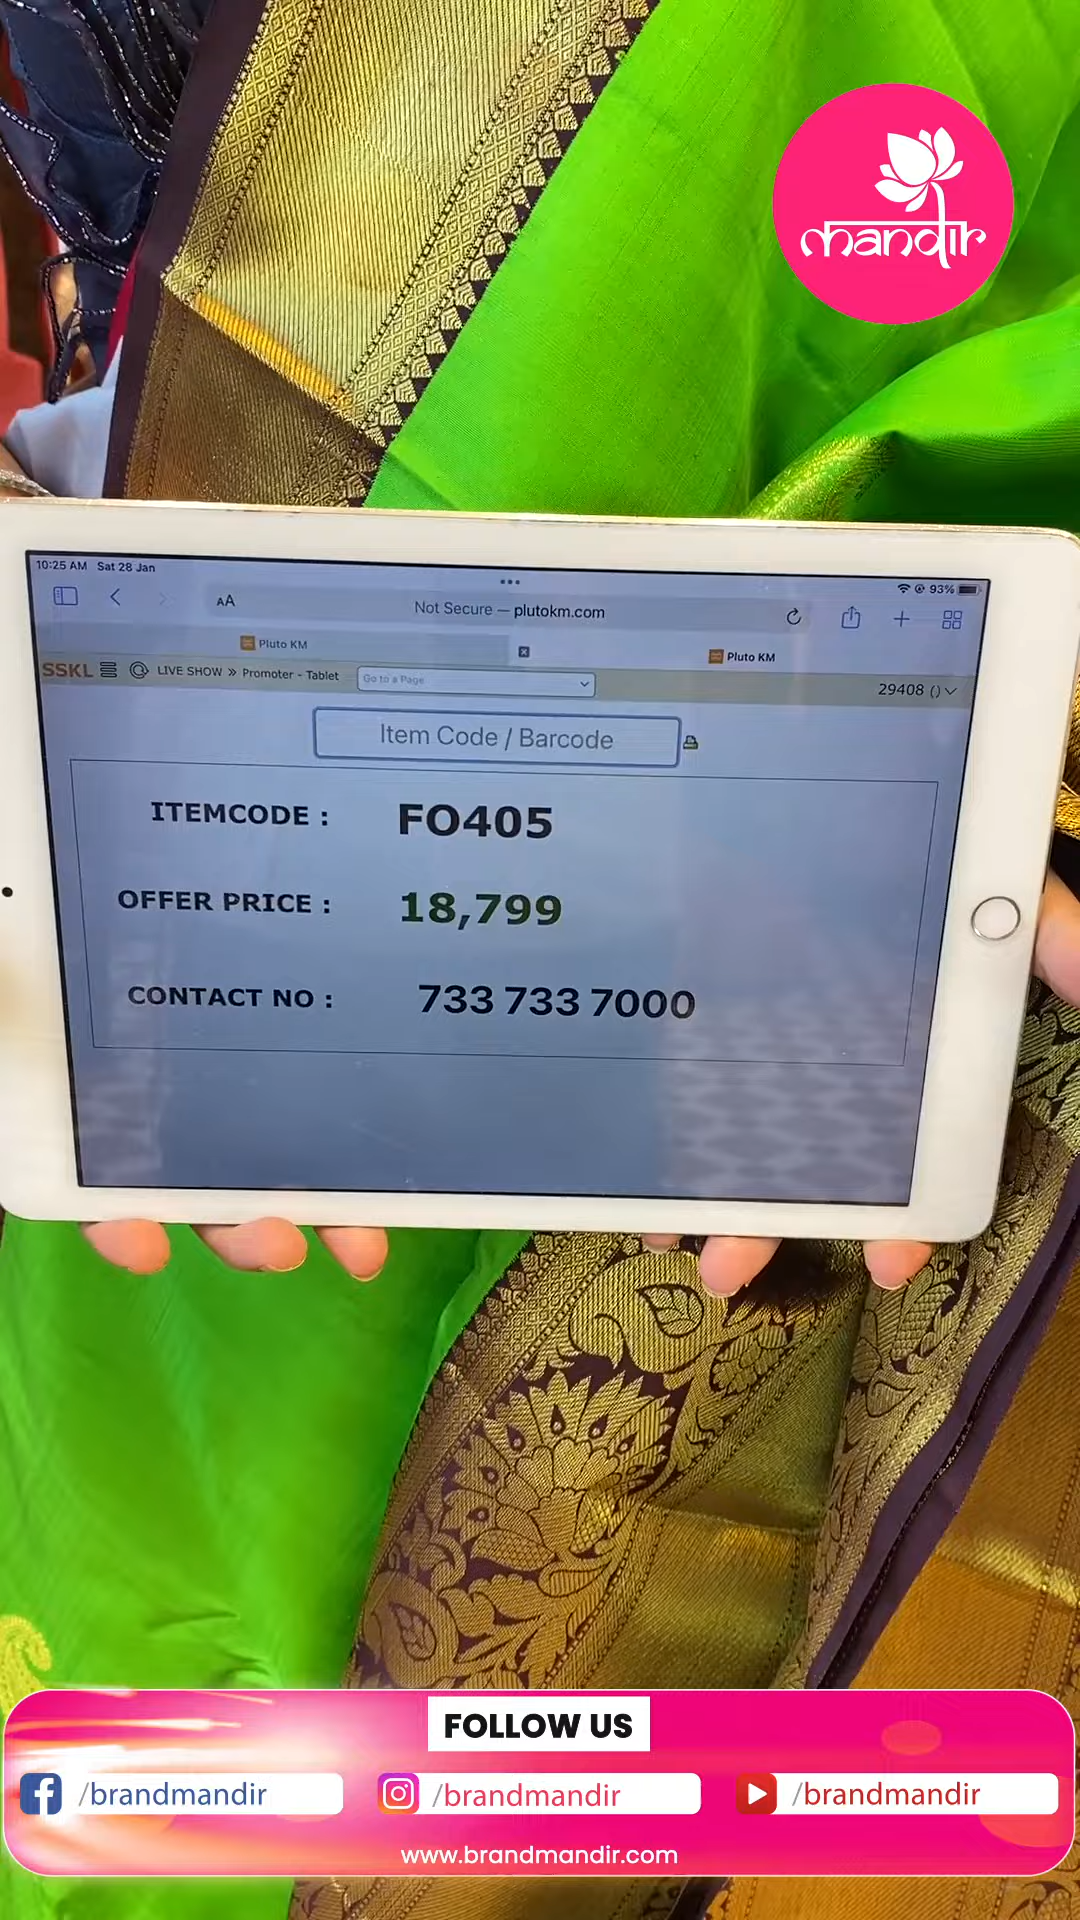 mandir
10:25 AM Sat 28 Jan
93%
AA
Not Secure — plutokm.com
Pluto KM
Pluto KM
SSKL
LIVE SHOW » Promoter - Tablet
Go to a Page
29408 ()
Item Code / Barcode
ITEMCODE : FO405
OFFER PRICE : 18,799
CONTACT NO : 733 733 7000
FOLLOW US
/brandmandir
/brandmandir
/brandmandir
www.brandmandir.com